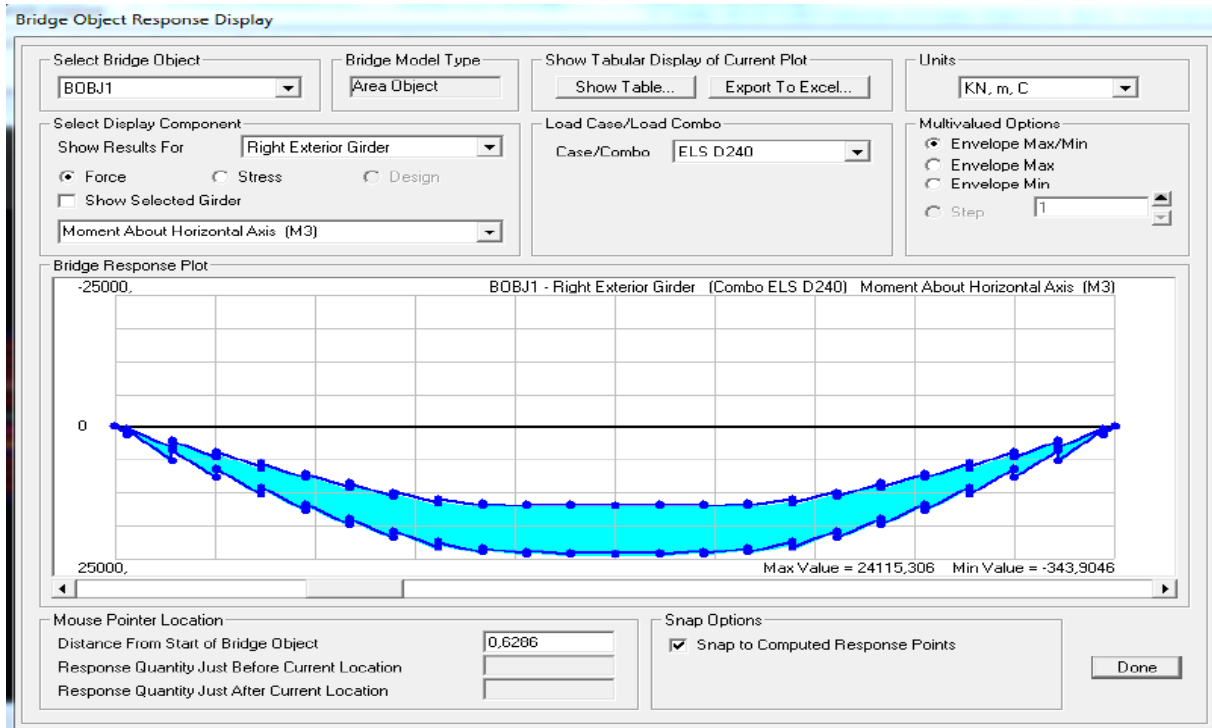 Bridge Object Response Display
Select Bridge Object
BOBJ1
Bridge Model Type
Area Object
Show Tabular Display of Current Plot
Show Table...
Export To Excel...
Units
KN, m, C
Select Display Component
Show Results For
Right Exterior Girder
Force
Stress
Design
Show Selected Girder
Moment About Horizontal Axis (M3)
Load Case/Load Combo
Case/Combo
ELS D240
Multivalued Options
Envelope Max/Min
Envelope Max
Envelope Min
Step
1
Bridge Response Plot
-25000,
BOBJ1 - Right Exterior Girder (Combo ELS D240) Moment About Horizontal Axis (M3)
0
25000,
Max Value = 24115,306 Min Value = -343,9046
Mouse Pointer Location
Distance From Start of Bridge Object
0,6286
Response Quantity Just Before Current Location
Response Quantity Just After Current Location
Snap Options
Snap to Computed Response Points
Done